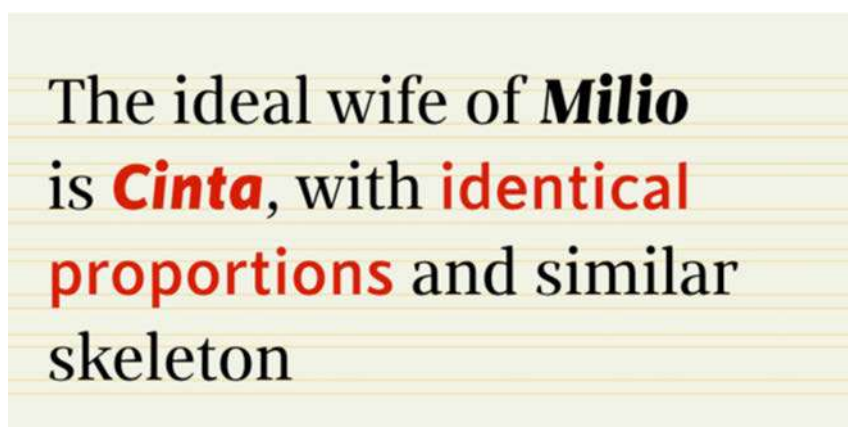 The ideal wife of Milio
is Cinta, with identical
proportions and similar
skeleton